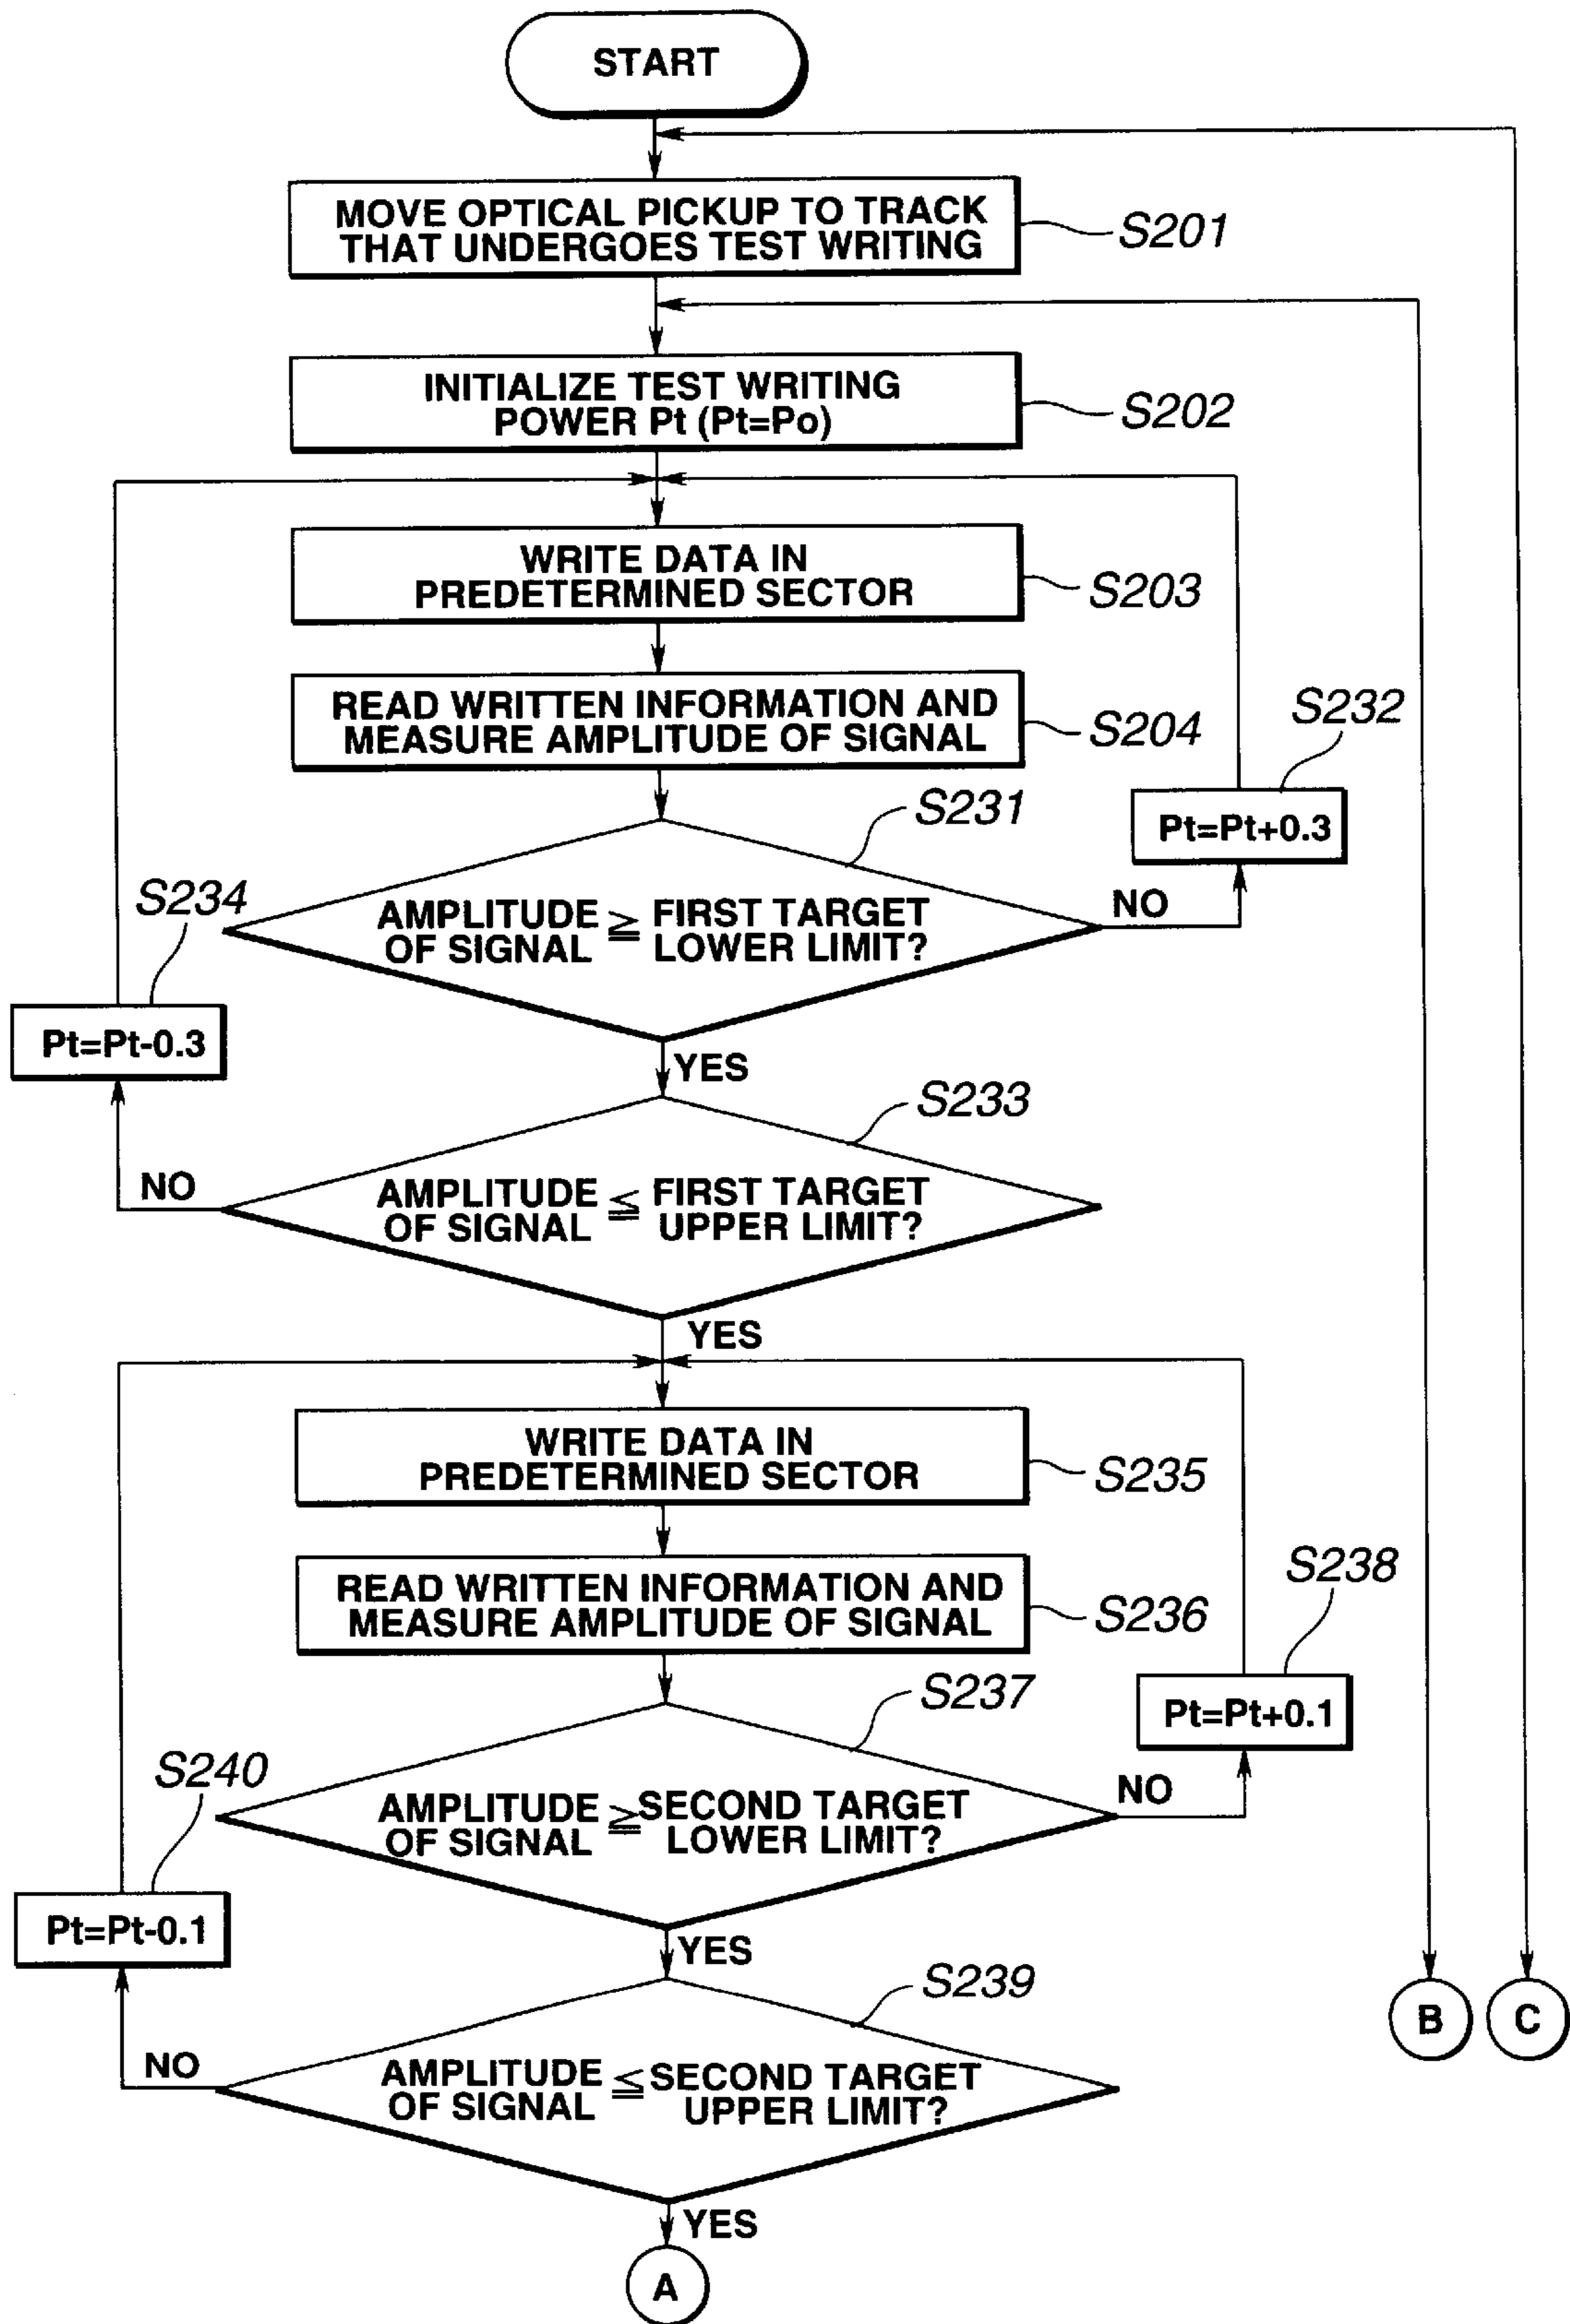 START
MOVE OPTICAL PICKUP TO TRACK
THAT UNDERGOES TEST WRITING
S201
INITIALIZE TEST WRITING
POWER Pt (Pt=Po)
S202
WRITE DATA IN
PREDETERMINED SECTOR
S203
READ WRITTEN INFORMATION AND
MEASURE AMPLITUDE OF SIGNAL
S204
S232
Pt=Pt+0.3
S231
AMPLITUDE OF SIGNAL ≧ FIRST TARGET LOWER LIMIT?
NO
S234
Pt=Pt-0.3
YES
S233
AMPLITUDE OF SIGNAL ≦ FIRST TARGET UPPER LIMIT?
NO
YES
WRITE DATA IN
PREDETERMINED SECTOR
S235
READ WRITTEN INFORMATION AND
MEASURE AMPLITUDE OF SIGNAL
S236
S238
Pt=Pt+0.1
S237
AMPLITUDE OF SIGNAL ≧ SECOND TARGET LOWER LIMIT?
NO
S240
Pt=Pt-0.1
YES
S239
AMPLITUDE OF SIGNAL ≦ SECOND TARGET UPPER LIMIT?
NO
YES
A
B
C